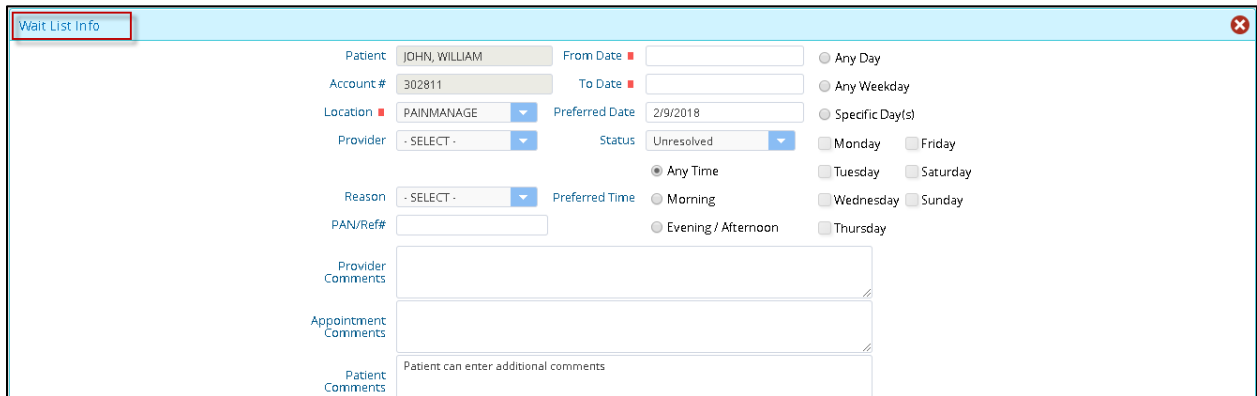 Wait List Info
Patient JOHN, WILLIAM From Date Any Day
Account # 302811 To Date Any Weekday
Location PAINMANAGE Preferred Date 2/9/2018 Specific Day(s)
Provider - SELECT - Status Unresolved Monday Friday
Any Time Tuesday Saturday
Reason - SELECT - Preferred Time Morning Wednesday Sunday
PAN/Ref# Evening / Afternoon Thursday
Provider
Comments
Appointment
Comments
Patient can enter additional comments
Patient
Comments